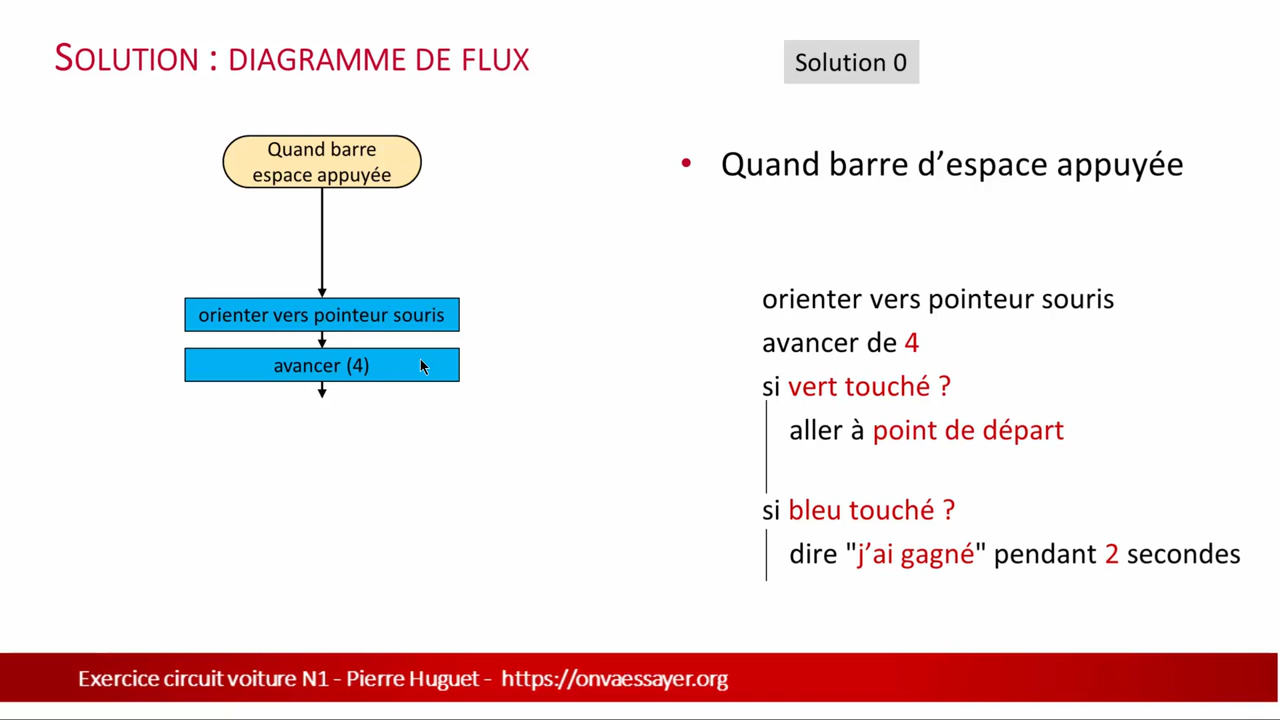 SOLUTION : DIAGRAMME DE FLUX
Solution 0
Quand barre
espace appuyée
orienter vers pointeur souris
avancer (4)
• Quand barre d’espace appuyée
orienter vers pointeur souris
avancer de 4
si vert touché ?
aller à point de départ
si bleu touché ?
dire "j’ai gagné" pendant 2 secondes
Exercice circuit voiture N1 - Pierre Huguet - https://onvaessayer.org